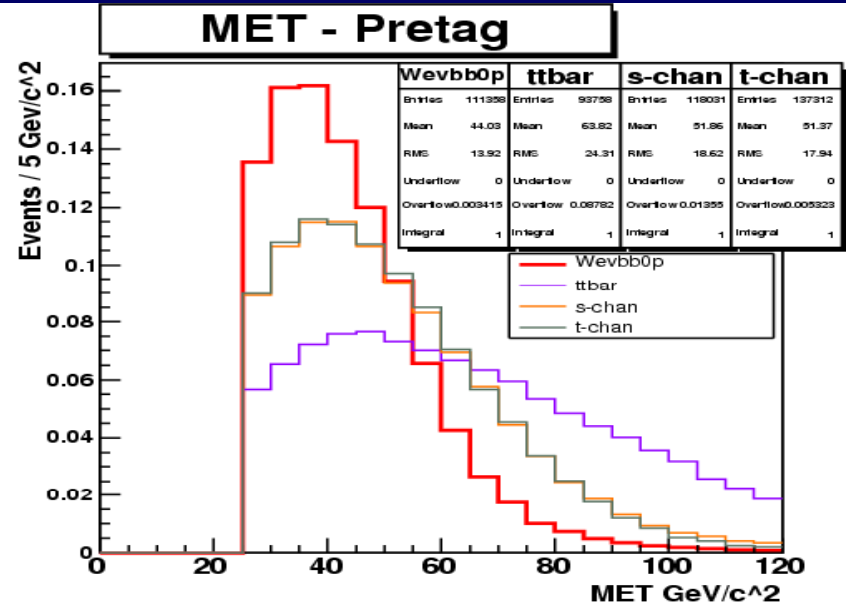 MET - Pretag
Events / 5 Gev/c^2
0.16
0.14
0.12
0.1
0.08
0.06
0.04
0.02
0
0 20 40 60 80 100 120
MET GeV/c^2
Wevbb0p ttbar s-chan t-chan
Entries 111358 Entries 93758 Entries 118031 Entries 137312
Mean 44.03 Mean 63.82 Mean 51.86 Mean 51.37
RMS 13.92 RMS 24.31 RMS 18.62 RMS 17.94
Underflow 0 Underflow 0 Underflow 0 Underflow 0
Overflow 0.003415 Overflow 0.08782 Overflow 0.01355 Overflow 0.005323
Integral 1 Integral 1 Integral 1 Integral 1
Wevbb0p
ttbar
s-chan
t-chan